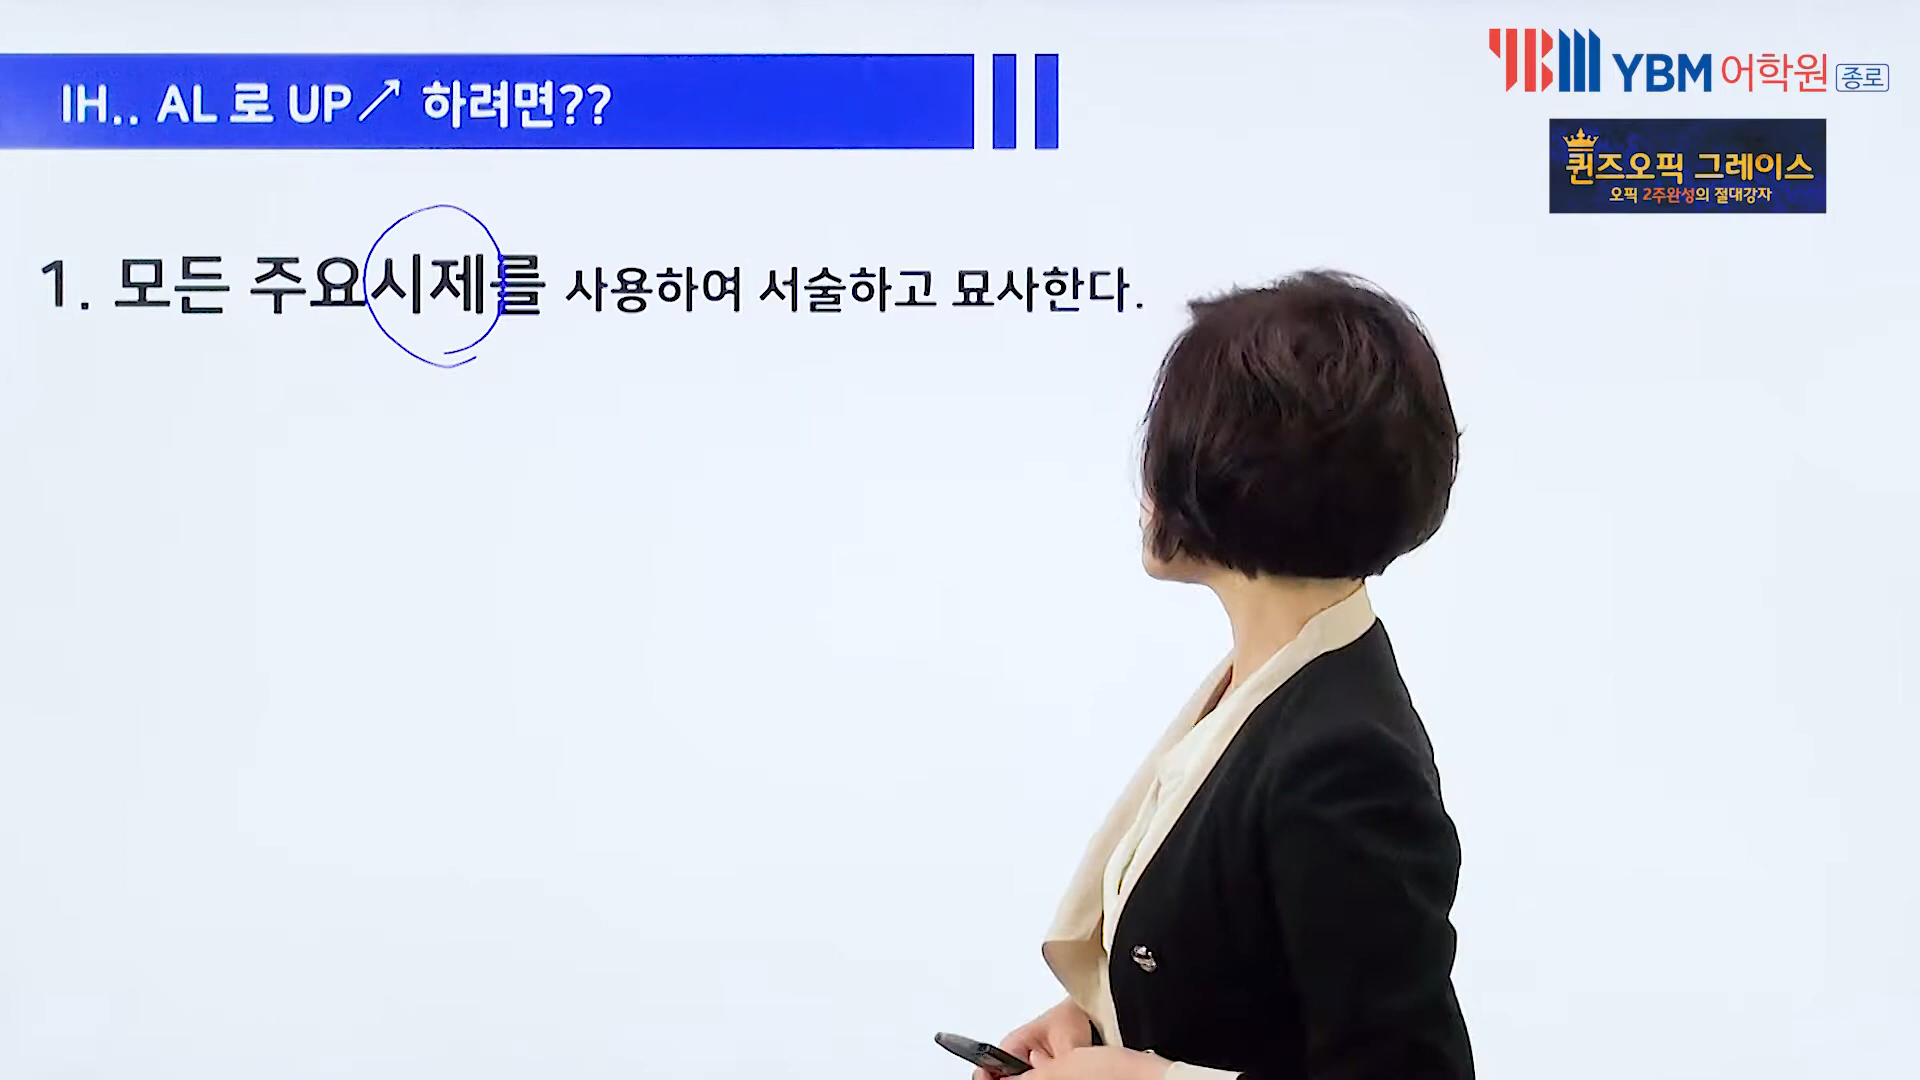 IH.. AL 로 UP↗ 하려면??
YBM YBM 어학원 종로
퀸즈오픽 그레이스
오픽 2주완성의 절대강자
1. 모든 주요시제를 사용하여 서술하고 묘사한다.